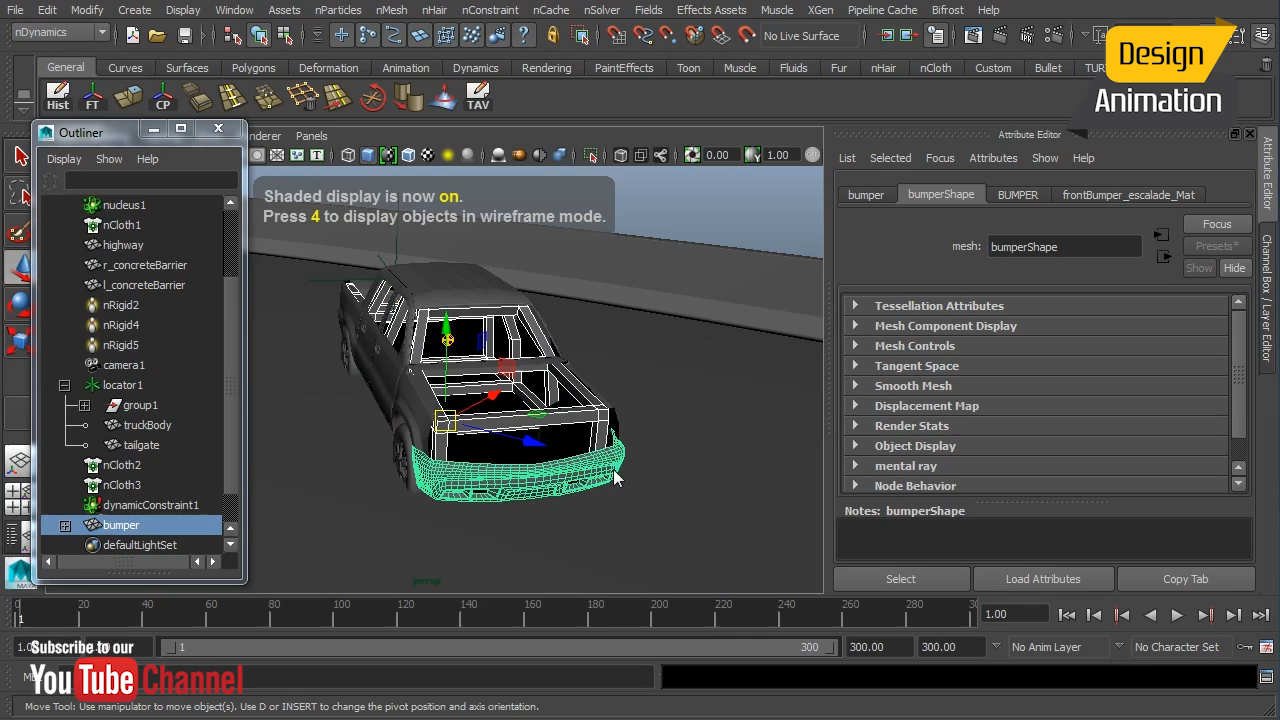 File Edit Modify Create Display Window Assets nParticles nMesh nHair nConstraint nCache nSolver Fields Effects Assets Muscle XGen Pipeline Cache Bifrost Help
nDynamics
No Live Surface
Design
Animation
General Curves Surfaces Polygons Deformation Animation Dynamics Rendering PaintEffects Toon Muscle Fluids Fur nHair nCloth Custom Bullet TUR
Hist FT CP TAV
Outliner
Display Show Help
nucleus1
nCloth1
highway
r_concreteBarrier
l_concreteBarrier
nRigid2
nRigid4
nRigid5
camera1
locator1
group1
truckBody
tailgate
nCloth2
nCloth3
dynamicConstraint1
bumper
defaultLightSet
nderer Panels
0.00 1.00
Shaded display is now on.
Press 4 to display objects in wireframe mode.
persp
Attribute Editor
List Selected Focus Attributes Show Help
bumper bumperShape BUMPER frontBumper_escalade_Mat
Focus
mesh: bumperShape
Presets*
Show Hide
Tessellation Attributes
Mesh Component Display
Mesh Controls
Tangent Space
Smooth Mesh
Displacement Map
Render Stats
Object Display
mental ray
Node Behavior
Notes: bumperShape
Select Load Attributes Copy Tab
Attribute Editor
Channel Box / Layer Editor
0 20 40 60 80 100 120 140 160 180 200 220 240 260 280
1
1.00
1 300 300.00 300.00 No Anim Layer No Character Set
Subscribe to our
YouTube Channel
Move Tool: Use manipulator to move object(s). Use D or INSERT to change the pivot position and axis orientation.